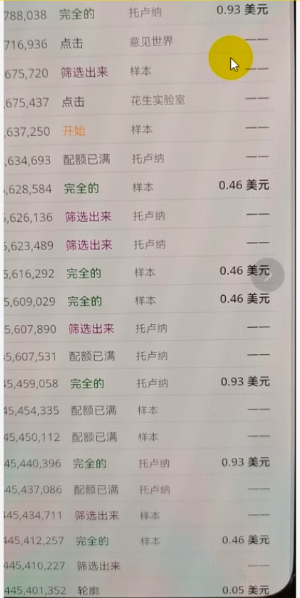 788,038 完全的 托卢纳 0.93 美元
716,936 点击 意见世界 ——
675,720 筛选出来 样本 ——
,675,437 点击 花生实验室 ——
,637,250 开始 样本 ——
,634,693 配额已满 托卢纳 ——
,628,584 完全的 样本 0.46 美元
5,626,136 筛选出来 托卢纳 ——
5,623,489 筛选出来 托卢纳 ——
5,616,292 完全的 样本 0.46 美元
5,609,029 完全的 样本 0.46 美元
5,607,890 筛选出来 托卢纳 ——
45,607,531 配额已满 托卢纳 ——
45,459,058 完全的 托卢纳 0.93 美元
45,454,335 配额已满 样本 ——
45,450,112 配额已满 样本 ——
45,440,396 完全的 托卢纳 0.93 美元
45,437,086 配额已满 托卢纳 ——
445,434,711 筛选出来 样本 ——
445,412,257 完全的 样本 0.46 美元
445,410,227 筛选出来 ——
445,401,352 轮廓 0.05 美元